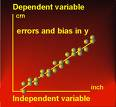 Dependent variable
cm
errors and bias in y
inch
Independent variable